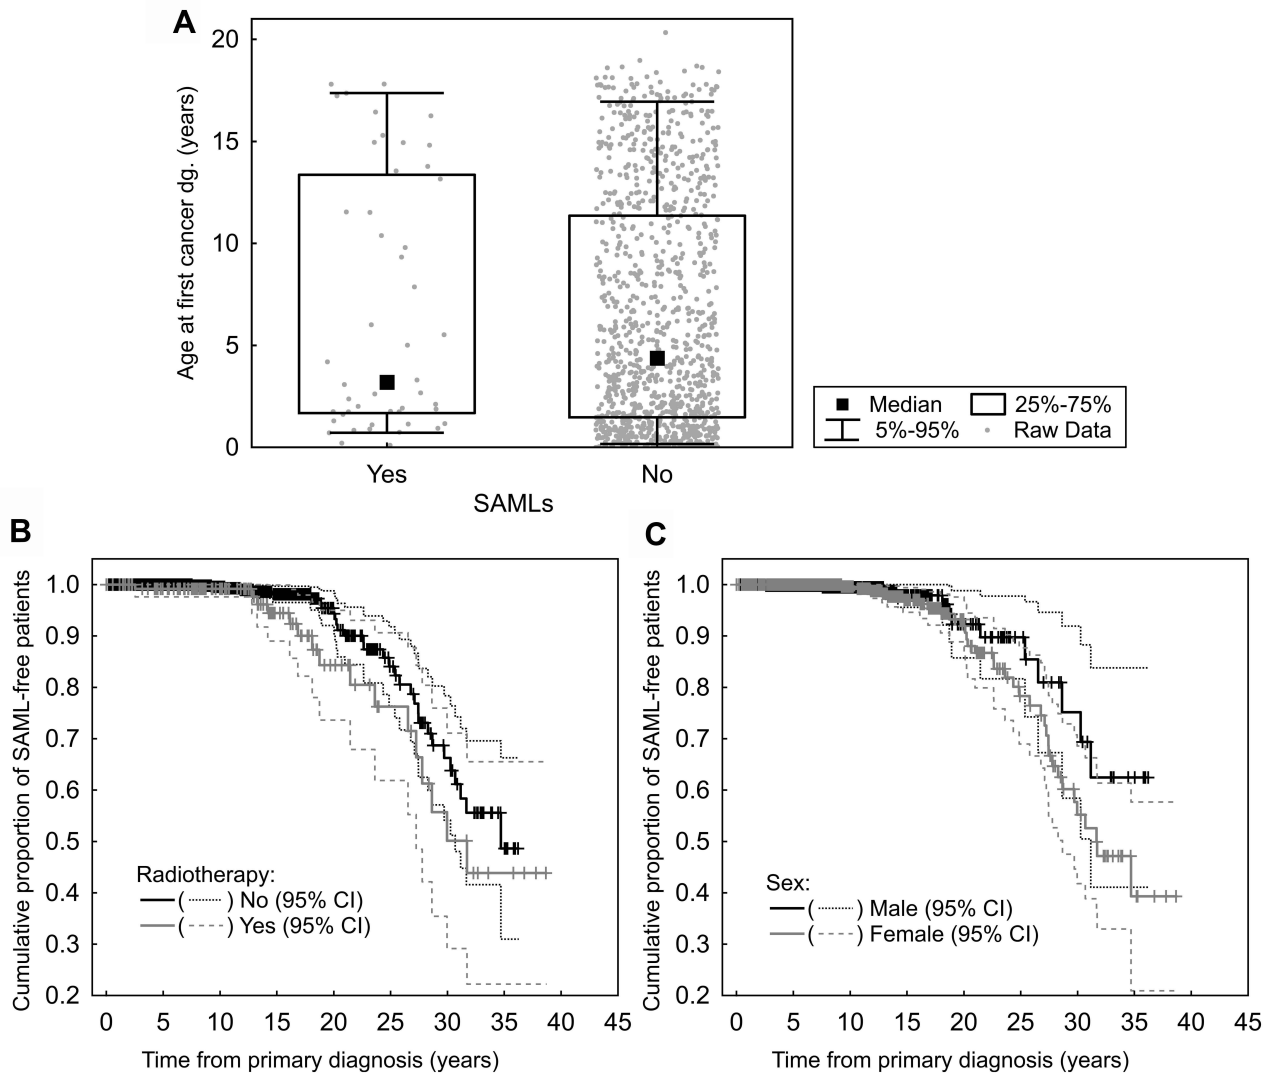 A
Age at first cancer dg. (years)
20
15
10
5
0
Yes No
SAMLs
Median 25%-75%
5%-95% Raw Data
B
Cumulative proportion of SAML-free patients
1.0
0.9
0.8
0.7
0.6
0.5
0.4
0.3
0.2
Radiotherapy:
( ) No (95% CI)
( ) Yes (95% CI)
0 5 10 15 20 25 30 35 40 45
Time from primary diagnosis (years)
C
Cumulative proportion of SAML-free patients
1.0
0.9
0.8
0.7
0.6
0.5
0.4
0.3
0.2
Sex:
( ) Male (95% CI)
( ) Female (95% CI)
0 5 10 15 20 25 30 35 40 45
Time from primary diagnosis (years)